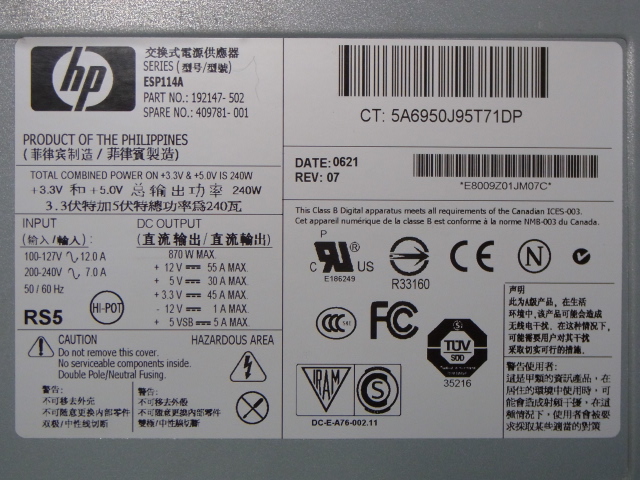 hp
交換式電源供應器
SERIES (型号/型號)
ESP114A
PART NO.: 192147-502
SPARE NO.: 409781-001
PRODUCT OF THE PHILIPPINES
(菲律宾制造/菲律賓製造)
TOTAL COMBINED POWER ON +3.3V & +5.0V IS 240W
+3.3V 和 +5.0V 总输出功率 240W
3.3伏特加5伏特總功率爲240瓦
INPUT
(输入/輸入):
100-127V ~ 12.0 A
200-240V ~ 7.0 A
50 / 60 Hz
RS5
HI-POT
DC OUTPUT
(直流输出/直流輸出)
870 W MAX.
+ 12 V ⎓ 55 A MAX.
+ 5 V ⎓ 30 A MAX.
+ 3.3 V ⎓ 45 A MAX.
- 12 V ⎓ 1 A MAX.
+ 5 VSB ⎓ 5 A MAX.
CAUTION
Do not remove this cover.
No serviceable components inside.
Double Pole/Neutral Fusing.
HAZARDOUS AREA
警告:
不可移去外壳
不可随意更换内部零件
双极/中性线切断
警告:
不可移去外殼
不可隨意更換內部零件
雙極/中性線切斷
CT: 5A6950J95T71DP
DATE: 0621
REV: 07
*E8009Z01JM07C*
This Class B Digital apparatus meets all requirements of the Canadian ICES-003.
Cet appareil numérique de la classe B est conforme à la norme NMB-003 du Canada.
P
C RU US
E186249
R33160
CE
N
CCC
FC
TÜV
SÜD
35216
IRAM
S
DC-E-A76-002.11
声明
此为A级产品, 在生活
环境中, 该产品可能会造成
无线电干扰. 在这种情况下,
可能需要用户对其干扰
采取切实可行的措施.
警告使用者:
這是甲類的資訊產品, 在
居住的環境中使用時, 可
能會造成射頻干擾, 在這
種情況下, 使用者會被要
求採取某些適當的對策